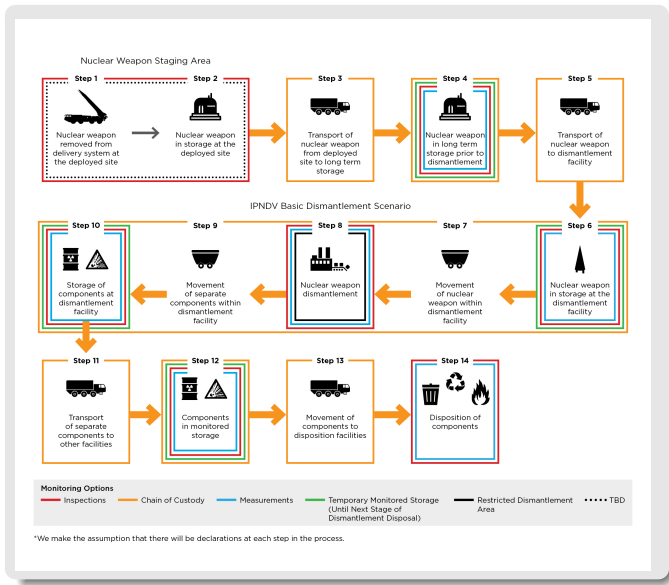 Nuclear Weapon Staging Area
Step 1
Nuclear weapon
removed from
delivery system at
the deployed site
Step 2
Nuclear weapon
in storage at the
deployed site
Step 3
Transport of
nuclear weapon
from deployed
site to long term
storage
Step 4
Nuclear weapon
in long term
storage prior to
dismantlement
Step 5
Transport of
nuclear weapon
to dismantlement
facility
IPNDV Basic Dismantlement Scenario
Step 10
Storage of
components at
dismantlement
facility
Step 9
Movement
of separate
components within
dismantlement
facility
Step 8
Nuclear weapon
dismantlement
Step 7
Movement
of nuclear
weapon within
dismantlement
facility
Step 6
Nuclear weapon
in storage at the
dismantlement
facility
Step 11
Transport
of separate
components to
other facilities
Step 12
Components
in monitored
storage
Step 13
Movement of
components to
disposition facilities
Step 14
Disposition of
components
Monitoring Options
Inspections
Chain of Custody
Measurements
Temporary Monitored Storage
(Until Next Stage of
Dismantlement Disposal)
Restricted Dismantlement
Area
TBD
*We make the assumption that there will be declarations at each step in the process.